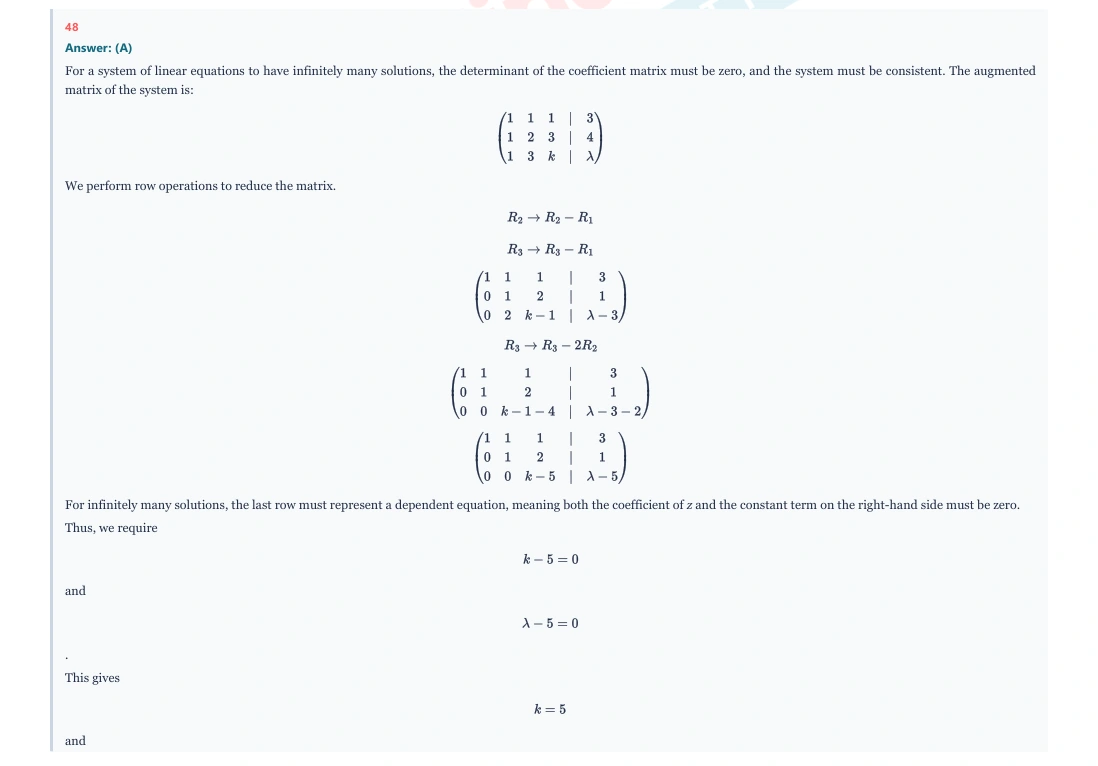 48
Answer: (A)
For a system of linear equations to have infinitely many solutions, the determinant of the coefficient matrix must be zero, and the system must be consistent. The augmented
matrix of the system is:
(1 1 1 | 3)
(1 2 3 | 4)
(1 3 k | λ)
We perform row operations to reduce the matrix.
R₂ → R₂ − R₁
R₃ → R₃ − R₁
(1 1 1 | 3)
(0 1 2 | 1)
(0 2 k − 1 | λ − 3)
R₃ → R₃ − 2R₂
(1 1 1 | 3)
(0 1 2 | 1)
(0 0 k − 1 − 4 | λ − 3 − 2)
(1 1 1 | 3)
(0 1 2 | 1)
(0 0 k − 5 | λ − 5)
For infinitely many solutions, the last row must represent a dependent equation, meaning both the coefficient of z and the constant term on the right-hand side must be zero.
Thus, we require
k − 5 = 0
and
λ − 5 = 0
.
This gives
k = 5
and